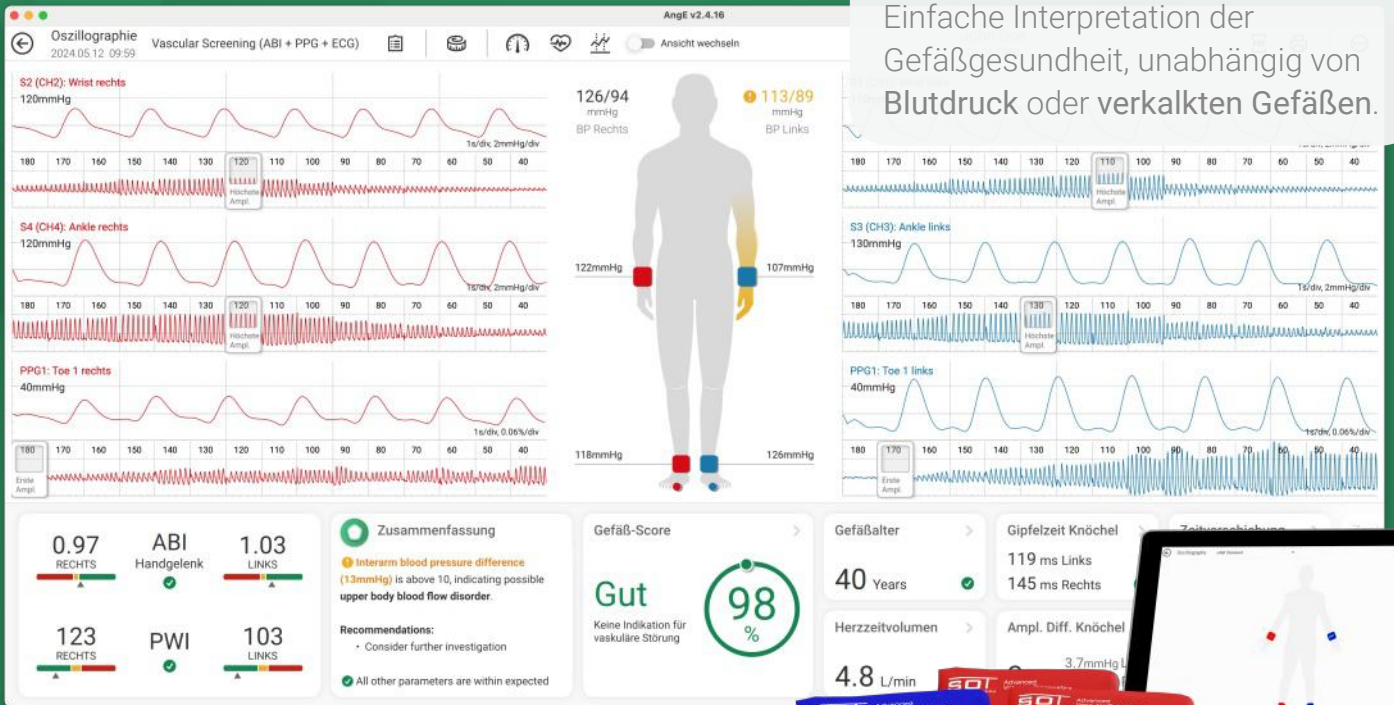 AngE v2.4.16
Oszillographie
2024.05.12 09:59
Vascular Screening (ABI + PPG + ECG)
Ansicht wechseln
Einfache Interpretation der
Gefäßgesundheit, unabhängig von
Blutdruck oder verkalkten Gefäßen.
S2 (CH2): Wrist rechts
120mmHg
1s/div, 2mmHg/div
180 170 160 150 140 130 120 110 100 90 80 70 60 50 40
Höchste
Ampl.
S4 (CH4): Ankle rechts
120mmHg
1s/div, 2mmHg/div
180 170 160 150 140 130 120 110 100 90 80 70 60 50 40
Höchste
Ampl.
PPG1: Toe 1 rechts
40mmHg
1s/div, 0.06%/div
180 170 160 150 140 130 120 110 100 90 80 70 60 50 40
Erste
Ampl.
126/94
mmHg
BP Rechts
113/89
mmHg
BP Links
122mmHg
107mmHg
118mmHg
126mmHg
180 170 160 150 140 130 120 110 100 90 80 70 60 50 40
Höchste
Ampl.
S3 (CH3): Ankle links
130mmHg
1s/div, 2mmHg/div
180 170 160 150 140 130 120 110 100 90 80 70 60 50 40
Höchste
Ampl.
PPG1: Toe 1 links
40mmHg
1s/div, 0.06%/div
180 170 160 150 140 130 120 110 100 90 80 70 60 50 40
Erste
Ampl.
0.97
RECHTS
ABI
Handgelenk
1.03
LINKS
123
RECHTS
PWI
103
LINKS
Zusammenfassung
Interarm blood pressure difference
(13mmHg) is above 10, indicating possible
upper body blood flow disorder.
Recommendations:
• Consider further investigation
All other parameters are within expected
Gefäß-Score
Gut
Keine Indikation für
vaskuläre Störung
98
%
Gefäßalter
40 Years
Herzzeitvolumen
4.8 L/min
Gipfelzeit Knöchel
119 ms Links
145 ms Rechts
Ampl. Diff. Knöchel
3.7mmHg
Zeitverschiebung
SOT Advanced
SOT Advanced